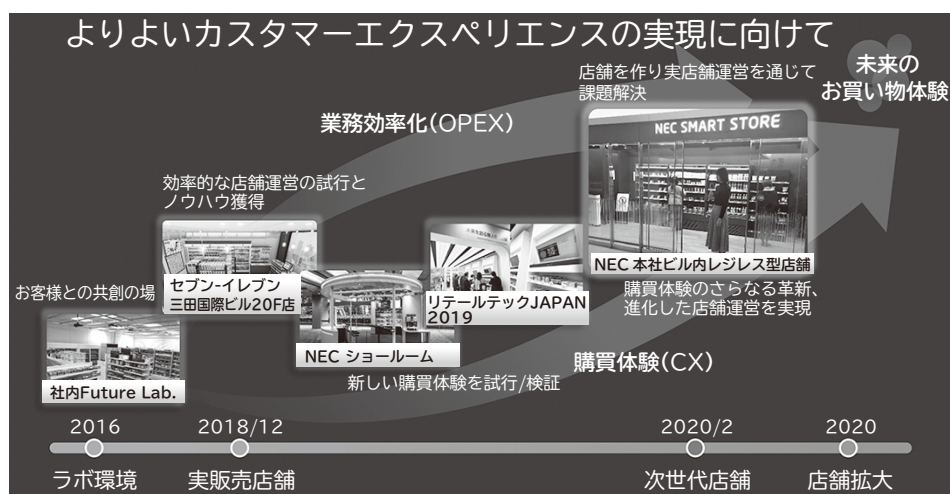 よりよいカスタマーエクスペリエンスの実現に向けて
未来の
お買い物体験
店舗を作り実店舗運営を通じて
課題解決
業務効率化(OPEX)
NEC SMART STORE
効率的な店舗運営の試行と
ノウハウ獲得
NEC 本社ビル内レジレス型店舗
セブン-イレブン
三田国際ビル20F店
お客様との共創の場
リテールテックJAPAN
2019
購買体験のさらなる革新、
進化した店舗運営を実現
NEC ショールーム
購買体験(CX)
社内Future Lab.
新しい購買体験を試行/検証
2016
2018/12
2020/2
2020
ラボ環境
実販売店舗
次世代店舗
店舗拡大